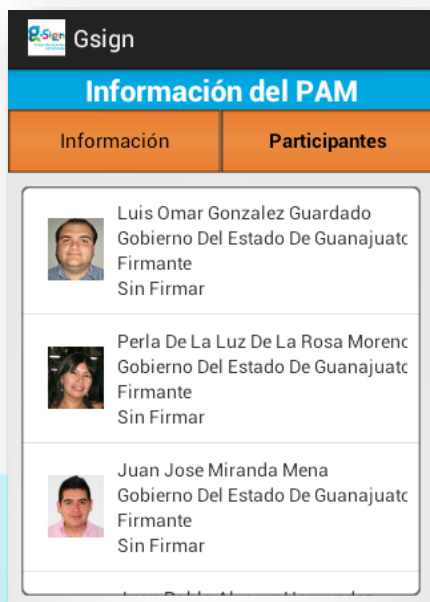 g-Sign
Gsign
Información del PAM
Información
Participantes
Luis Omar Gonzalez Guardado
Gobierno Del Estado De Guanajuato
Firmante
Sin Firmar
Perla De La Luz De La Rosa Moreno
Gobierno Del Estado De Guanajuato
Firmante
Sin Firmar
Juan Jose Miranda Mena
Gobierno Del Estado De Guanajuato
Firmante
Sin Firmar